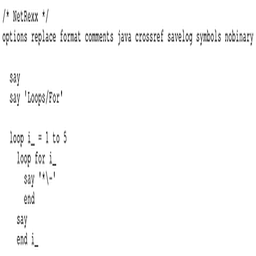 /* NetRexx */
options replace format comments java crossref savelog symbols nobinary
say
say 'Loops/For'
loop i_ = 1 to 5
loop for i_
say '*\-'
end
say
end i_